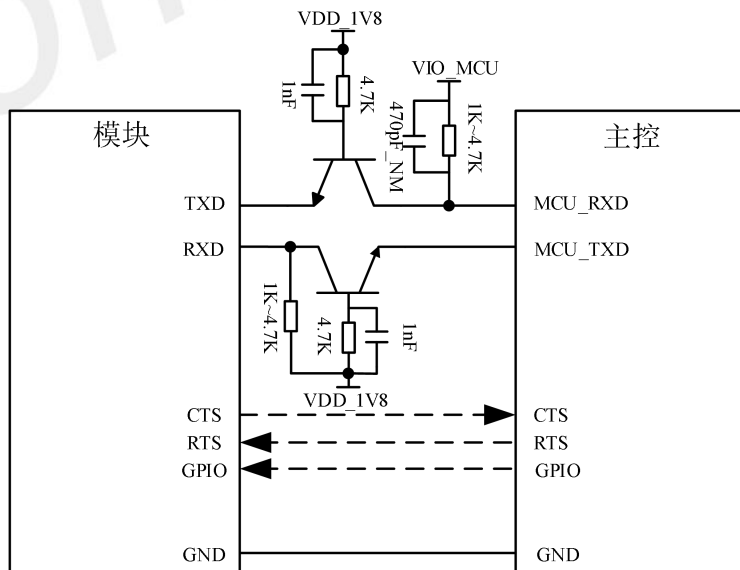 VDD_1V8
1nF
4.7K
VIO_MCU
470pF_NM
1K~4.7K
模块
主控
TXD
MCU_RXD
RXD
MCU_TXD
1K~4.7K
4.7K
1nF
VDD_1V8
CTS
CTS
RTS
RTS
GPIO
GPIO
GND
GND